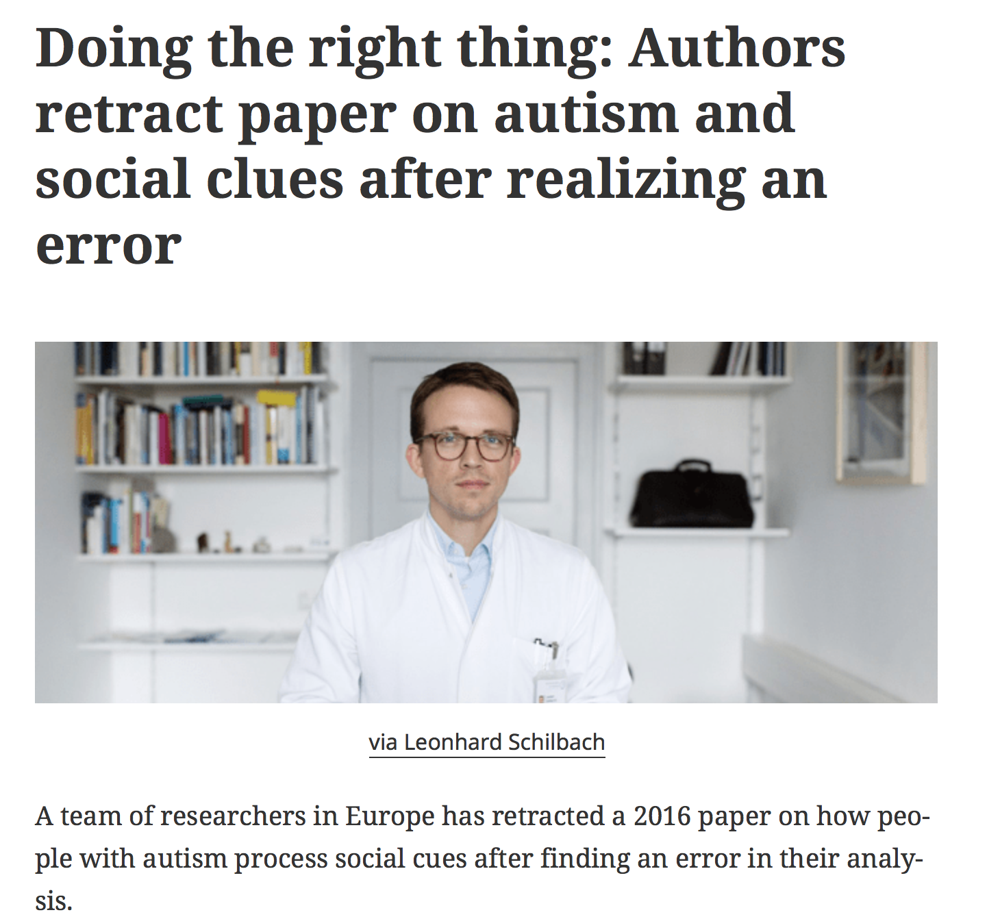 Doing the right thing: Authors
retract paper on autism and
social clues after realizing an
error
via Leonhard Schilbach
A team of researchers in Europe has retracted a 2016 paper on how peo-
ple with autism process social cues after finding an error in their analy-
sis.